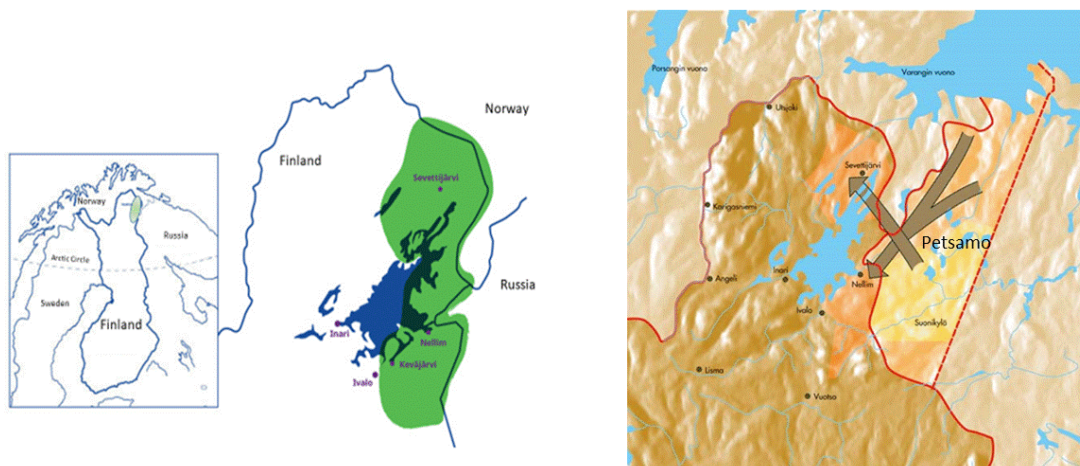 Norway
Russia
Arctic Circle
Sweden
Finland
Norway
Finland
Sevettijärvi
Russia
Inari
Nellim
Keväjärvi
Ivalo
Porsangin vuono
Varangin vuono
Utsjoki
Sevettijärvi
Karigasniemi
Petsamo
Angeli
Inari
Nellim
Ivalo
Suonikylä
Lisma
Vuotso